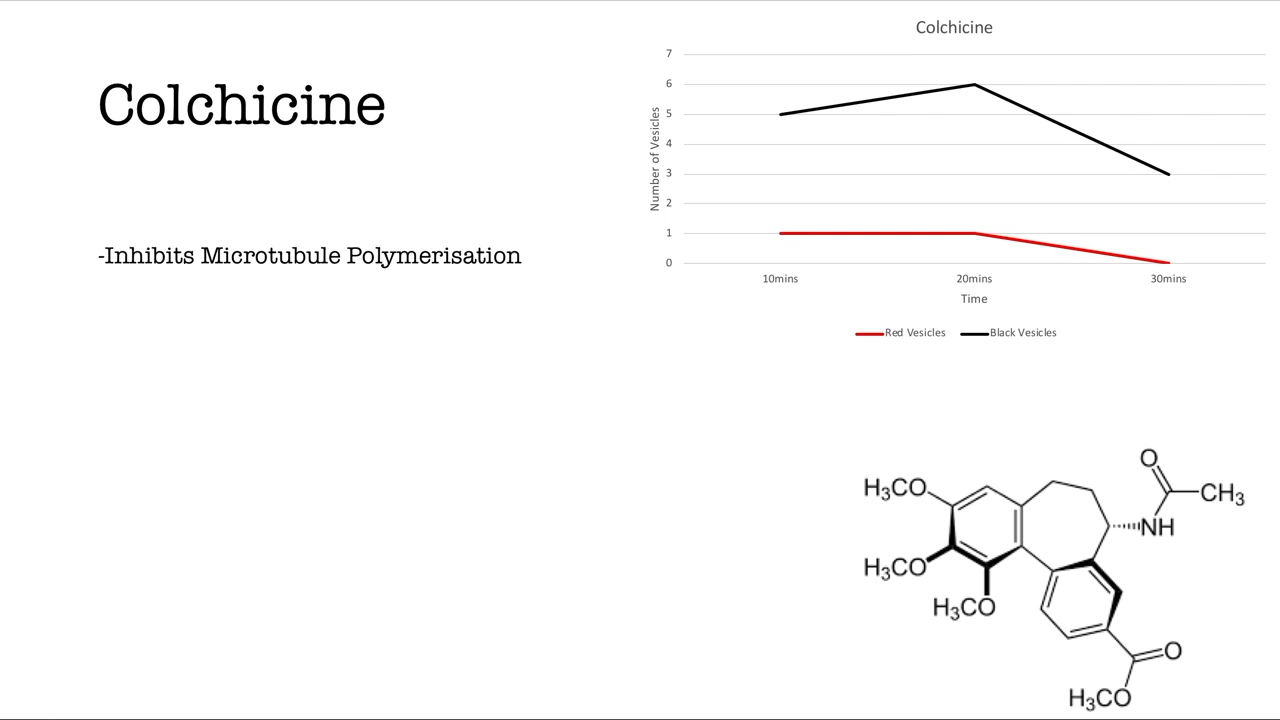 Colchicine
-Inhibits Microtubule Polymerisation
Colchicine
7
6
5
4
3
2
1
0
Number of Vesicles
10mins 20mins 30mins
Time
Red Vesicles Black Vesicles
O
H₃CO
CH₃
NH
H₃CO
H₃CO
O
H₃CO